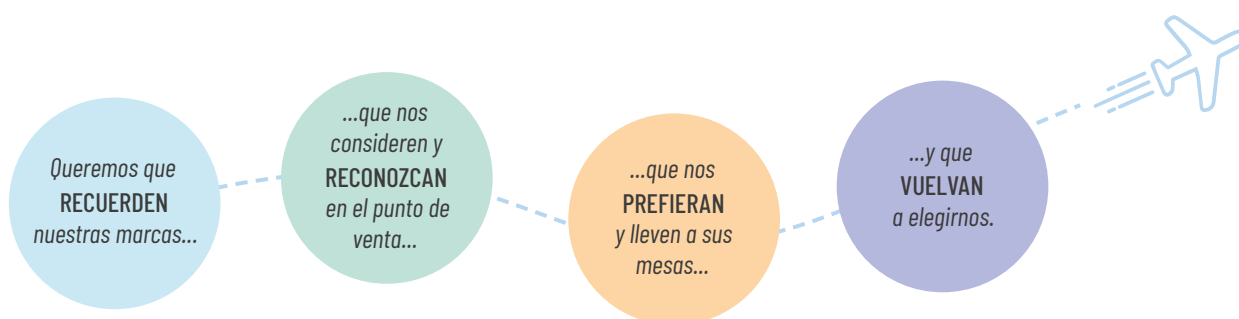 Queremos que
RECUERDEN
nuestras marcas...
...que nos
consideren y
RECONOZCAN
en el punto de
venta...
...que nos
PREFIERAN
y lleven a sus
mesas...
...y que
VUELVAN
a elegirnos.